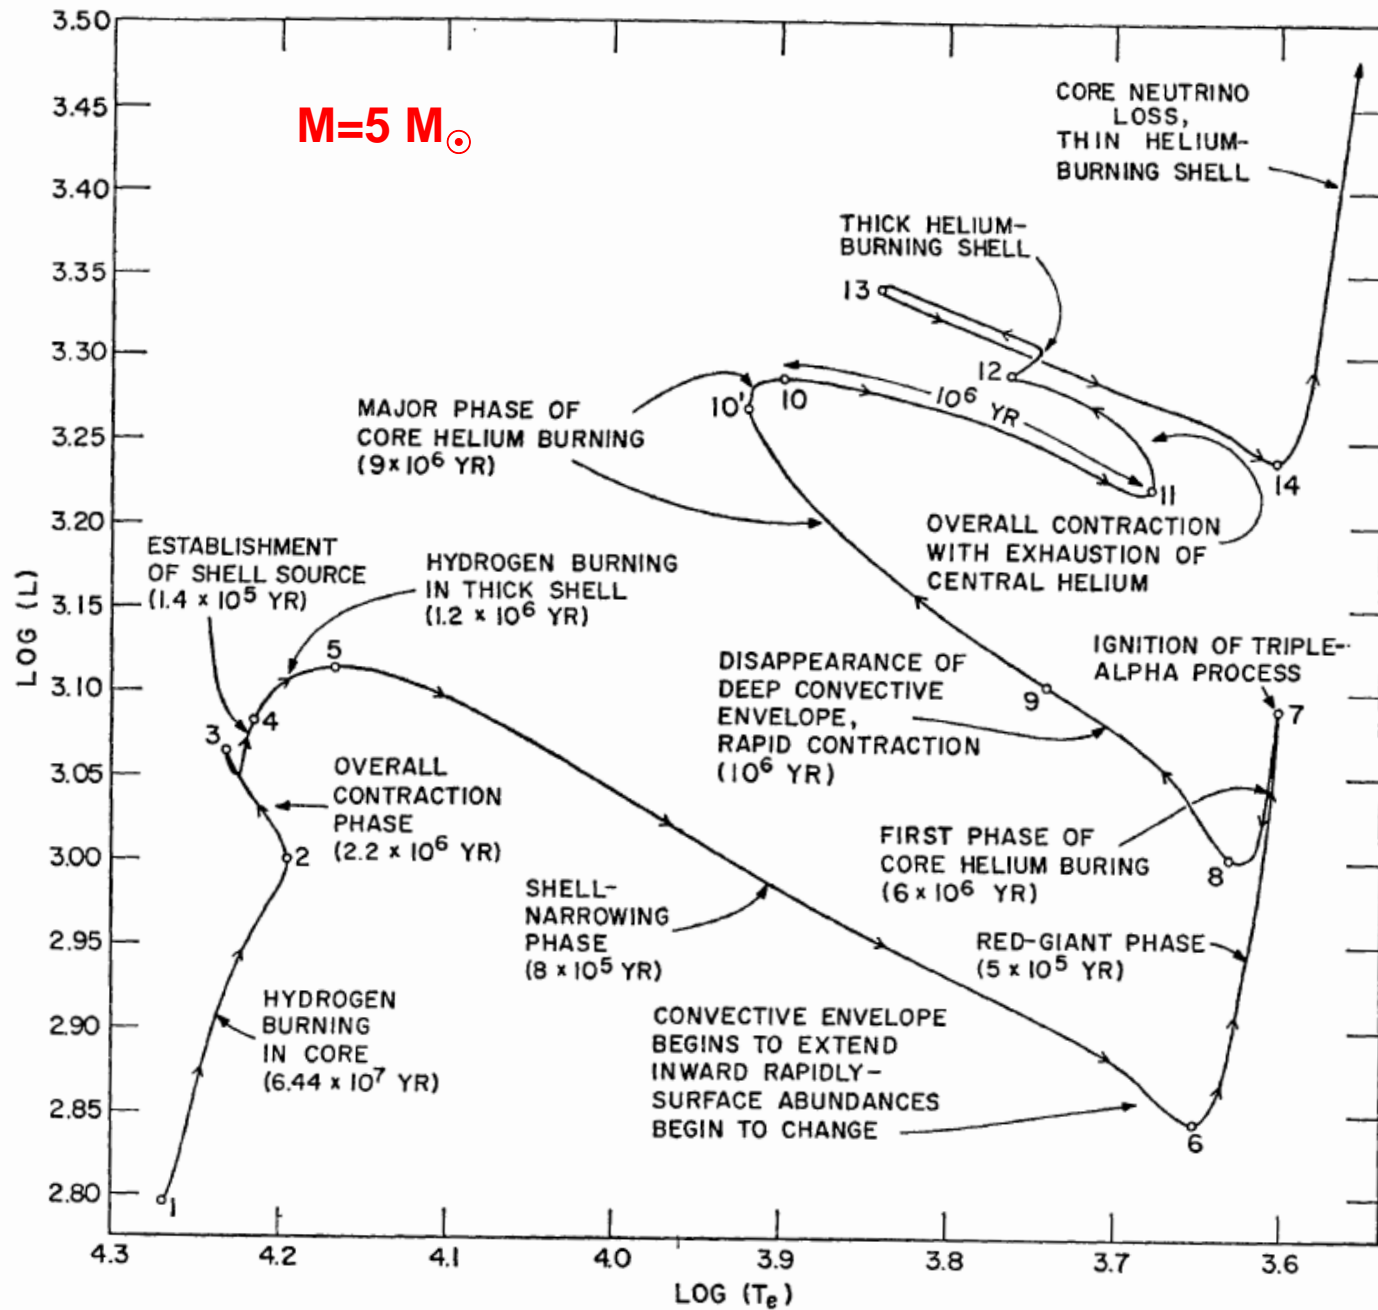 M=5 M☉
3.50
3.45
3.40
3.35
3.30
3.25
3.20
3.15
3.10
3.05
3.00
2.95
2.90
2.85
2.80
LOG (L)
4.3
4.2
4.1
4.0
3.9
3.8
3.7
3.6
LOG (Te)
CORE NEUTRINO
LOSS,
THIN HELIUM-
BURNING SHELL
THICK HELIUM-
BURNING SHELL
13
12
10'
10
10⁶ YR
11
14
MAJOR PHASE OF
CORE HELIUM BURNING
(9×10⁶ YR)
OVERALL CONTRACTION
WITH EXHAUSTION OF
CENTRAL HELIUM
ESTABLISHMENT
OF SHELL SOURCE
(1.4 × 10⁵ YR)
HYDROGEN BURNING
IN THICK SHELL
(1.2 × 10⁶ YR)
5
4
3
IGNITION OF TRIPLE-
ALPHA PROCESS
7
DISAPPEARANCE OF
DEEP CONVECTIVE
ENVELOPE,
RAPID CONTRACTION
(10⁶ YR)
9
OVERALL
CONTRACTION
PHASE
(2.2 × 10⁶ YR)
2
FIRST PHASE OF
CORE HELIUM BURING
(6 × 10⁶ YR)
8
SHELL-
NARROWING
PHASE
(8 × 10⁵ YR)
RED-GIANT PHASE
(5 × 10⁵ YR)
HYDROGEN
BURNING
IN CORE
(6.44 × 10⁷ YR)
CONVECTIVE ENVELOPE
BEGINS TO EXTEND
INWARD RAPIDLY-
SURFACE ABUNDANCES
BEGIN TO CHANGE
6
1